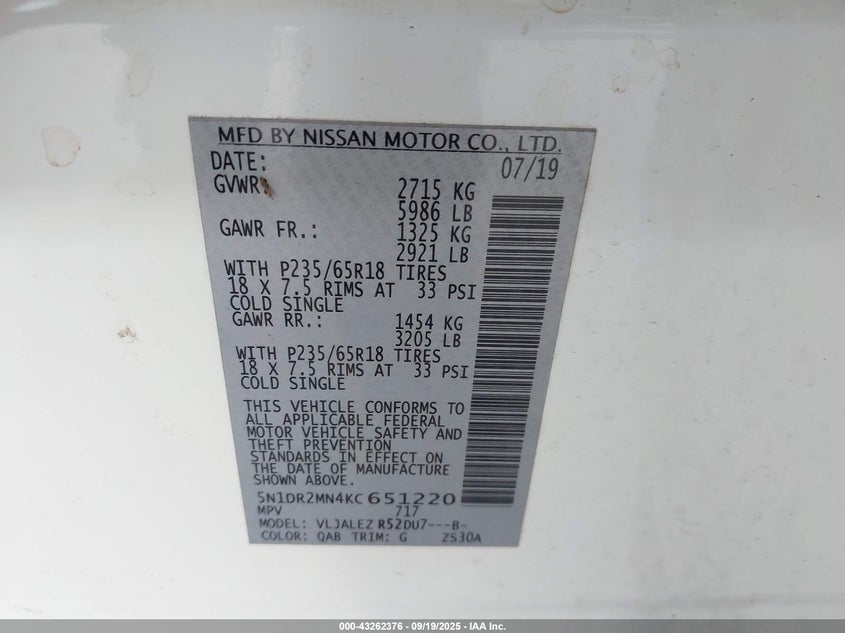 MFD BY NISSAN MOTOR CO., LTD.
DATE: 07/19
GVWR: 2715 KG
5986 LB
GAWR FR.: 1325 KG
2921 LB
WITH P235/65R18 TIRES
18 X 7.5 RIMS AT 33 PSI
COLD SINGLE
GAWR RR.: 1454 KG
3205 LB
WITH P235/65R18 TIRES
18 X 7.5 RIMS AT 33 PSI
COLD SINGLE
THIS VEHICLE CONFORMS TO
ALL APPLICABLE FEDERAL
MOTOR VEHICLE SAFETY AND
THEFT PREVENTION
STANDARDS IN EFFECT ON
THE DATE OF MANUFACTURE
SHOWN ABOVE.
5N1DR2MN4KC651220
MPV 717
MODEL: VLJALEZ R52DU7---B-
COLOR: QAB TRIM: G ZS30A
000-43262376 - 09/19/2025 - IAA Inc.